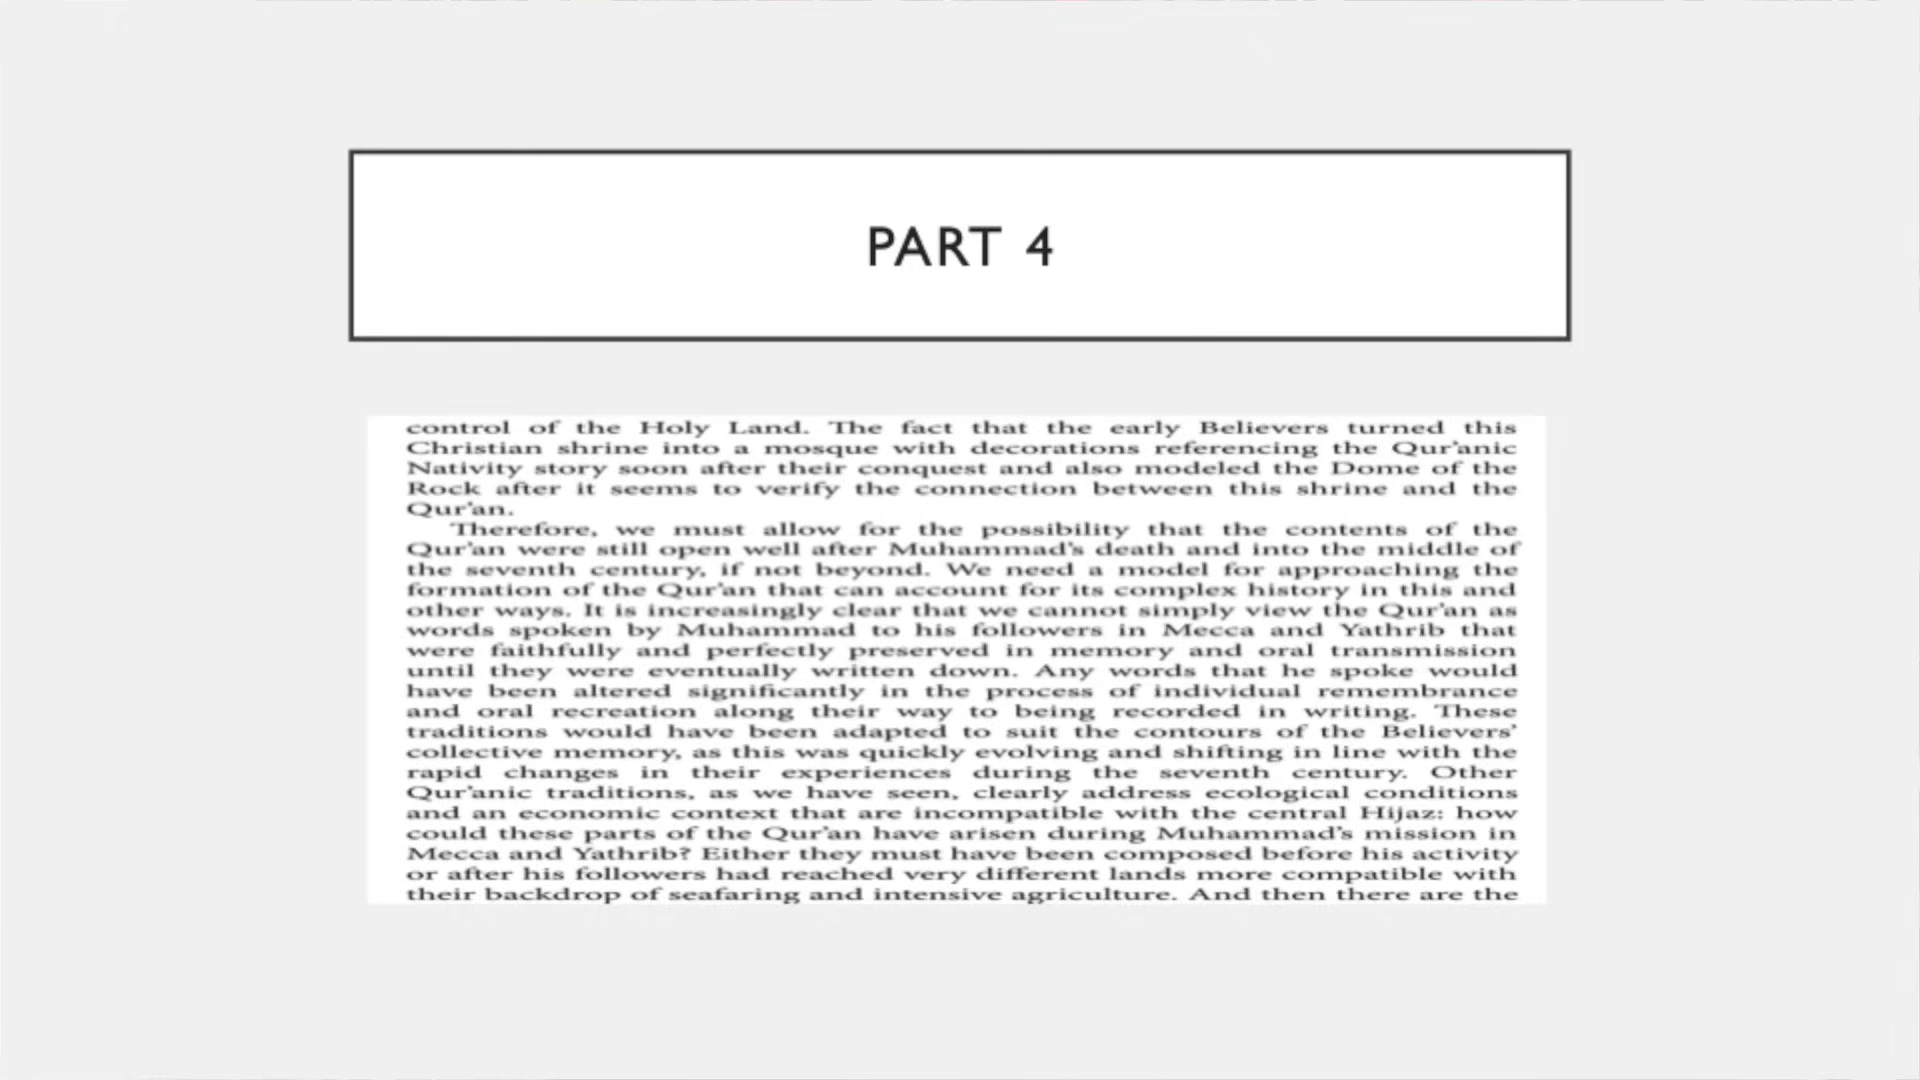 PART 4
control of the Holy Land. The fact that the early Believers turned this
Christian shrine into a mosque with decorations referencing the Qur'anic
Nativity story soon after their conquest and also modeled the Dome of the
Rock after it seems to verify the connection between this shrine and the
Qur'an.
Therefore, we must allow for the possibility that the contents of the
Qur'an were still open well after Muhammad's death and into the middle of
the seventh century, if not beyond. We need a model for approaching the
formation of the Qur'an that can account for its complex history in this and
other ways. It is increasingly clear that we cannot simply view the Qur'an as
words spoken by Muhammad to his followers in Mecca and Yathrib that
were faithfully and perfectly preserved in memory and oral transmission
until they were eventually written down. Any words that he spoke would
have been altered significantly in the process of individual remembrance
and oral recreation along their way to being recorded in writing. These
traditions would have been adapted to suit the contours of the Believers'
collective memory, as this was quickly evolving and shifting in line with the
rapid changes in their experiences during the seventh century. Other
Qur'anic traditions, as we have seen, clearly address ecological conditions
and an economic context that are incompatible with the central Hijaz: how
could these parts of the Qur'an have arisen during Muhammad's mission in
Mecca and Yathrib? Either they must have been composed before his activity
or after his followers had reached very different lands more compatible with
their backdrop of seafaring and intensive agriculture. And then there are the